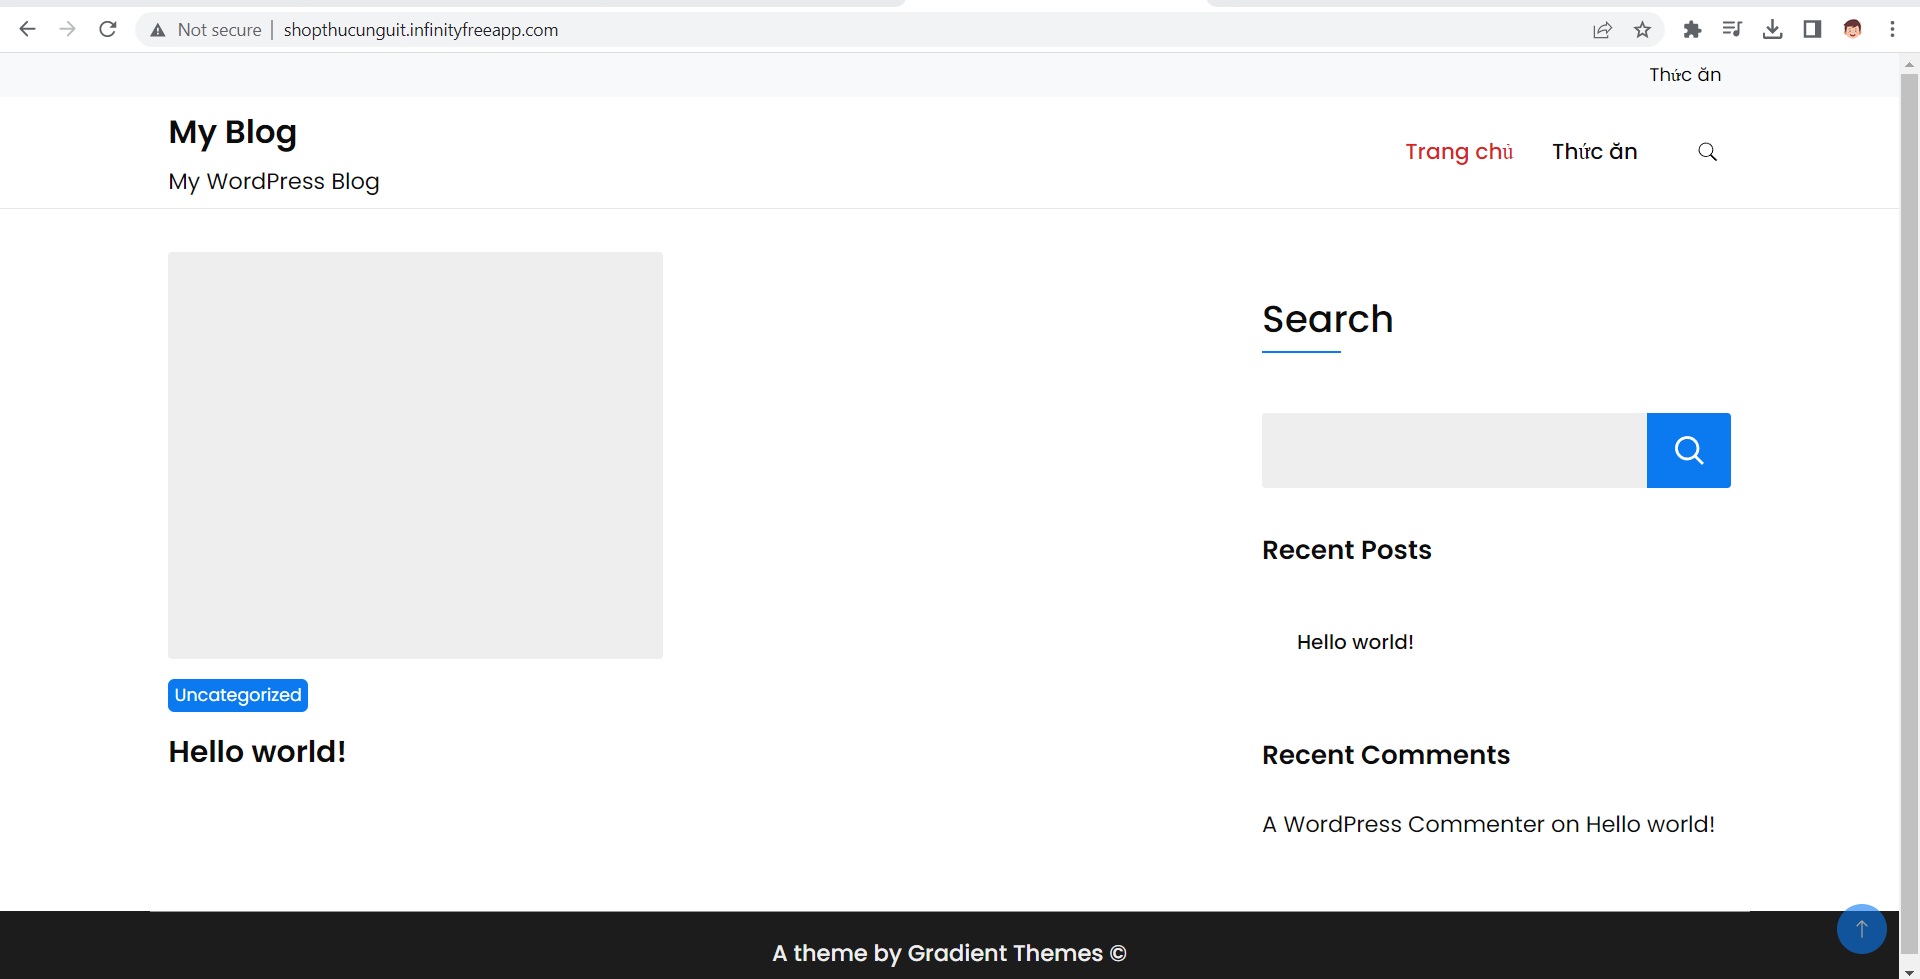 Not secure | shopthucunguit.infinityfreeapp.com
Thức ăn
My Blog
My WordPress Blog
Trang chủ Thức ăn
Search
Recent Posts
Hello world!
Uncategorized
Hello world!
Recent Comments
A WordPress Commenter on Hello world!
A theme by Gradient Themes ©